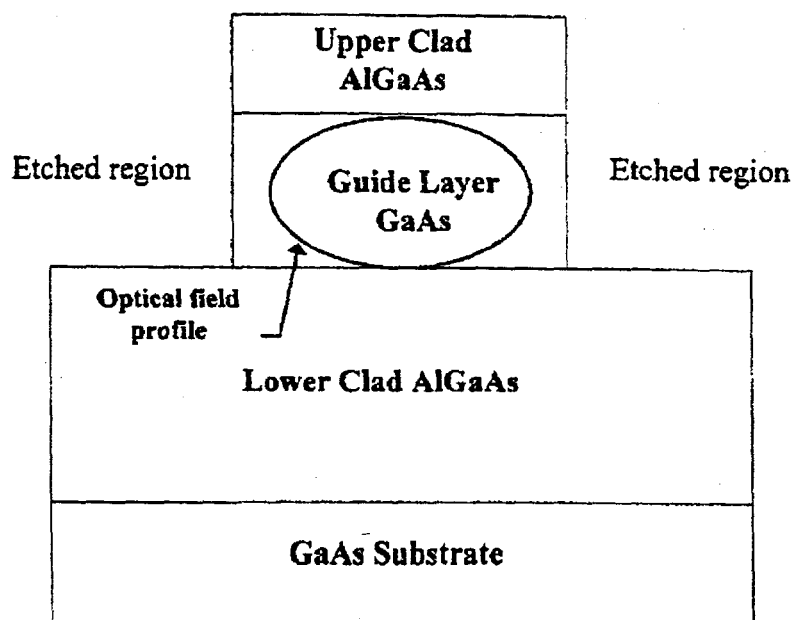 Upper Clad
AlGaAs
Etched region
Guide Layer
GaAs
Etched region
Optical field
profile
Lower Clad AlGaAs
GaAs Substrate